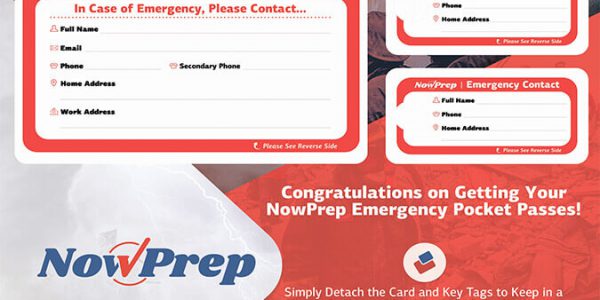 In Case of Emergency, Please Contact...
Full Name
Email
Phone Secondary Phone
Home Address
Work Address
Please See Reverse Side
Phone
Home Address
Please See Reverse Side
NowPrep | Emergency Contact
Full Name
Phone
Home Address
Please See Reverse Side
Congratulations on Getting Your
NowPrep Emergency Pocket Passes!
NowPrep
Simply Detach the Card and Key Tags to Keep in a